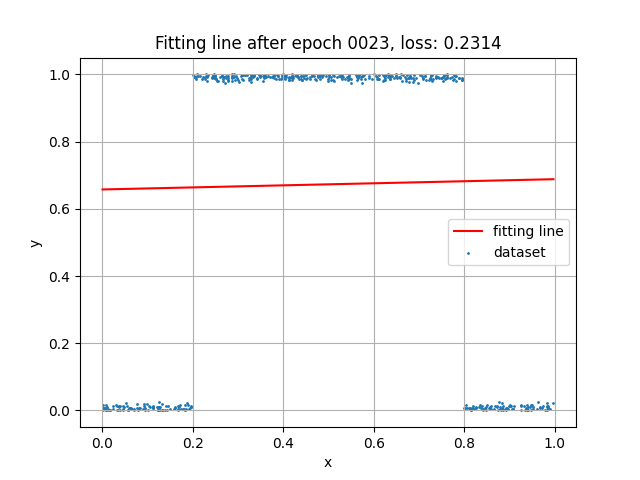 Fitting line after epoch 0023, loss: 0.2314
1.0
0.8
0.6
0.4
0.2
0.0
y
fitting line
dataset
0.0 0.2 0.4 0.6 0.8 1.0
x